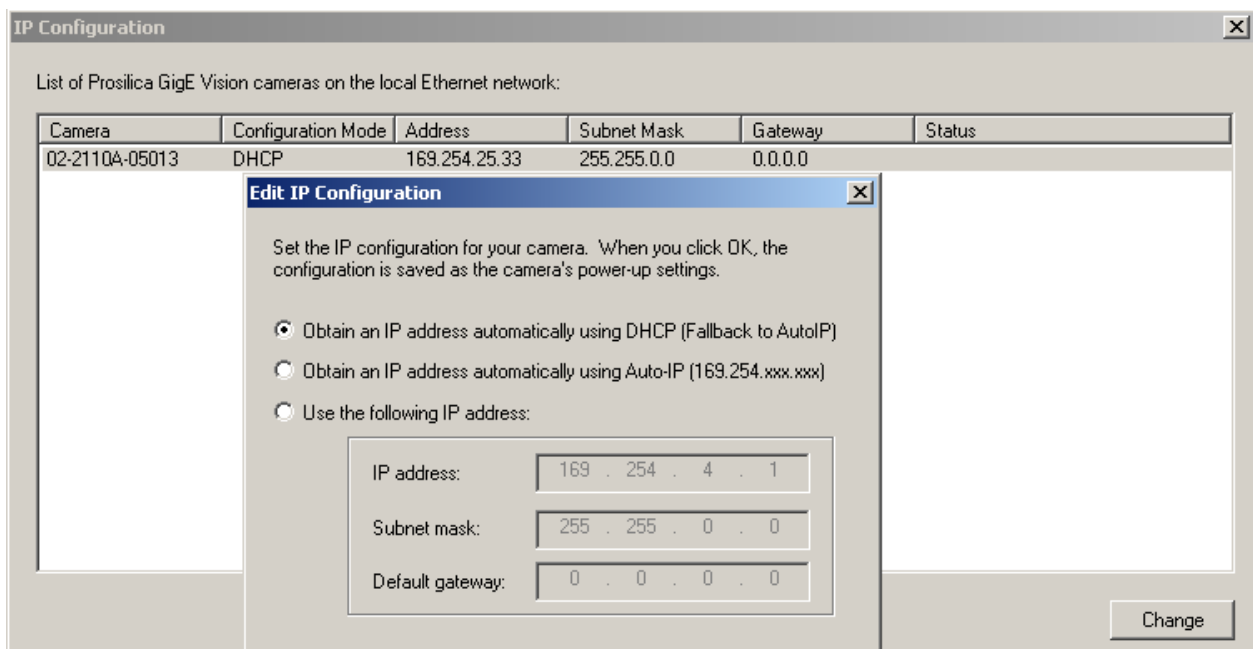 IP Configuration
List of Prosilica GigE Vision cameras on the local Ethernet network:
Camera Configuration Mode Address Subnet Mask Gateway Status
02-2110A-05013 DHCP 169.254.25.33 255.255.0.0 0.0.0.0
Edit IP Configuration
Set the IP configuration for your camera. When you click OK, the
configuration is saved as the camera's power-up settings.
Obtain an IP address automatically using DHCP (Fallback to AutoIP)
Obtain an IP address automatically using Auto-IP (169.254.xxx.xxx)
Use the following IP address:
IP address: 169 . 254 . 4 . 1
Subnet mask: 255 . 255 . 0 . 0
Default gateway: 0 . 0 . 0 . 0
Change